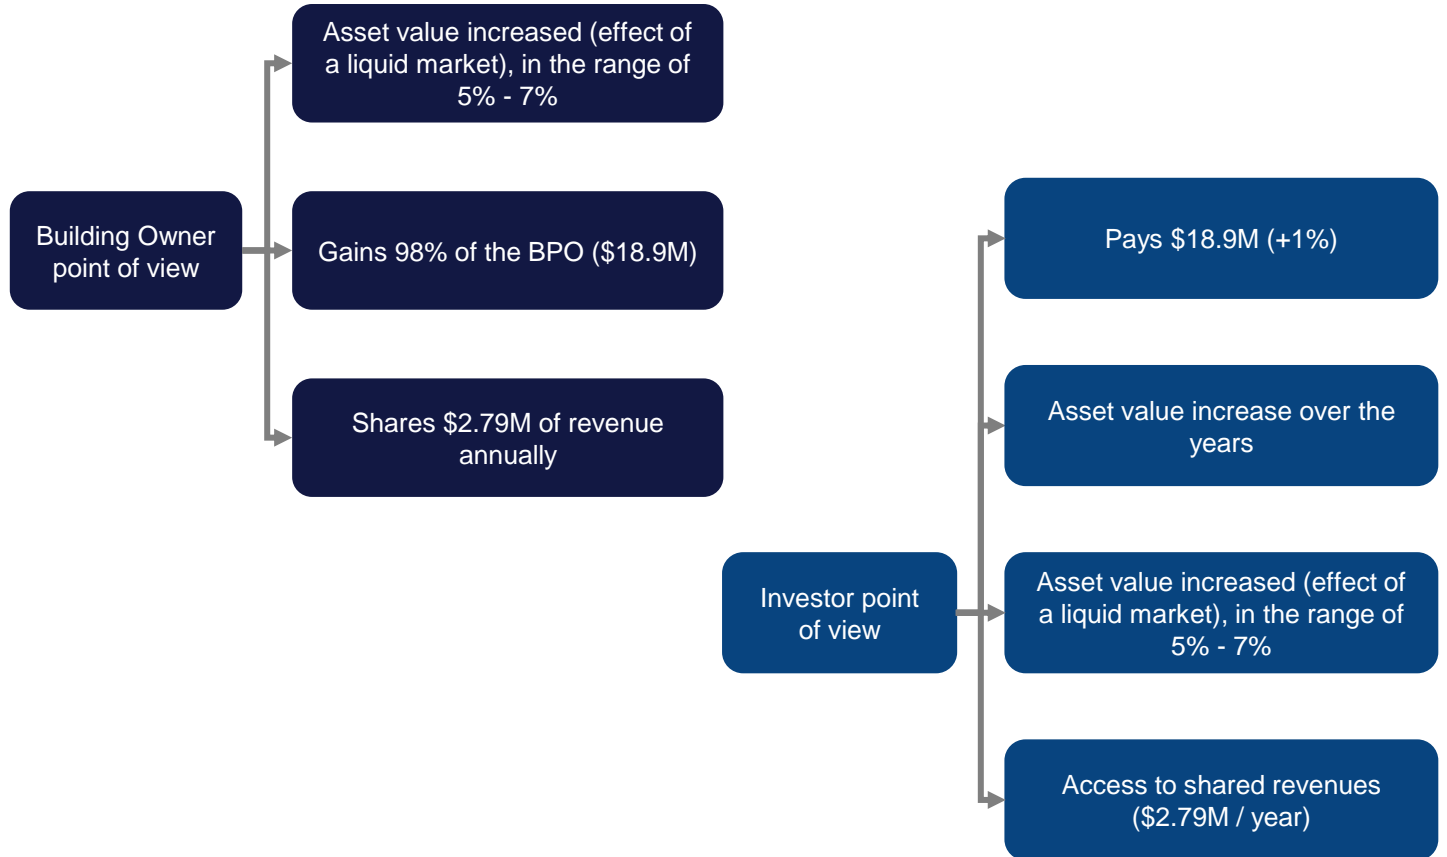 Asset value increased (effect of
a liquid market), in the range of
5% - 7%
Building Owner
point of view
Gains 98% of the BPO ($18.9M)
Shares $2.79M of revenue
annually
Pays $18.9M (+1%)
Asset value increase over the
years
Investor point
of view
Asset value increased (effect of
a liquid market), in the range of
5% - 7%
Access to shared revenues
($2.79M / year)